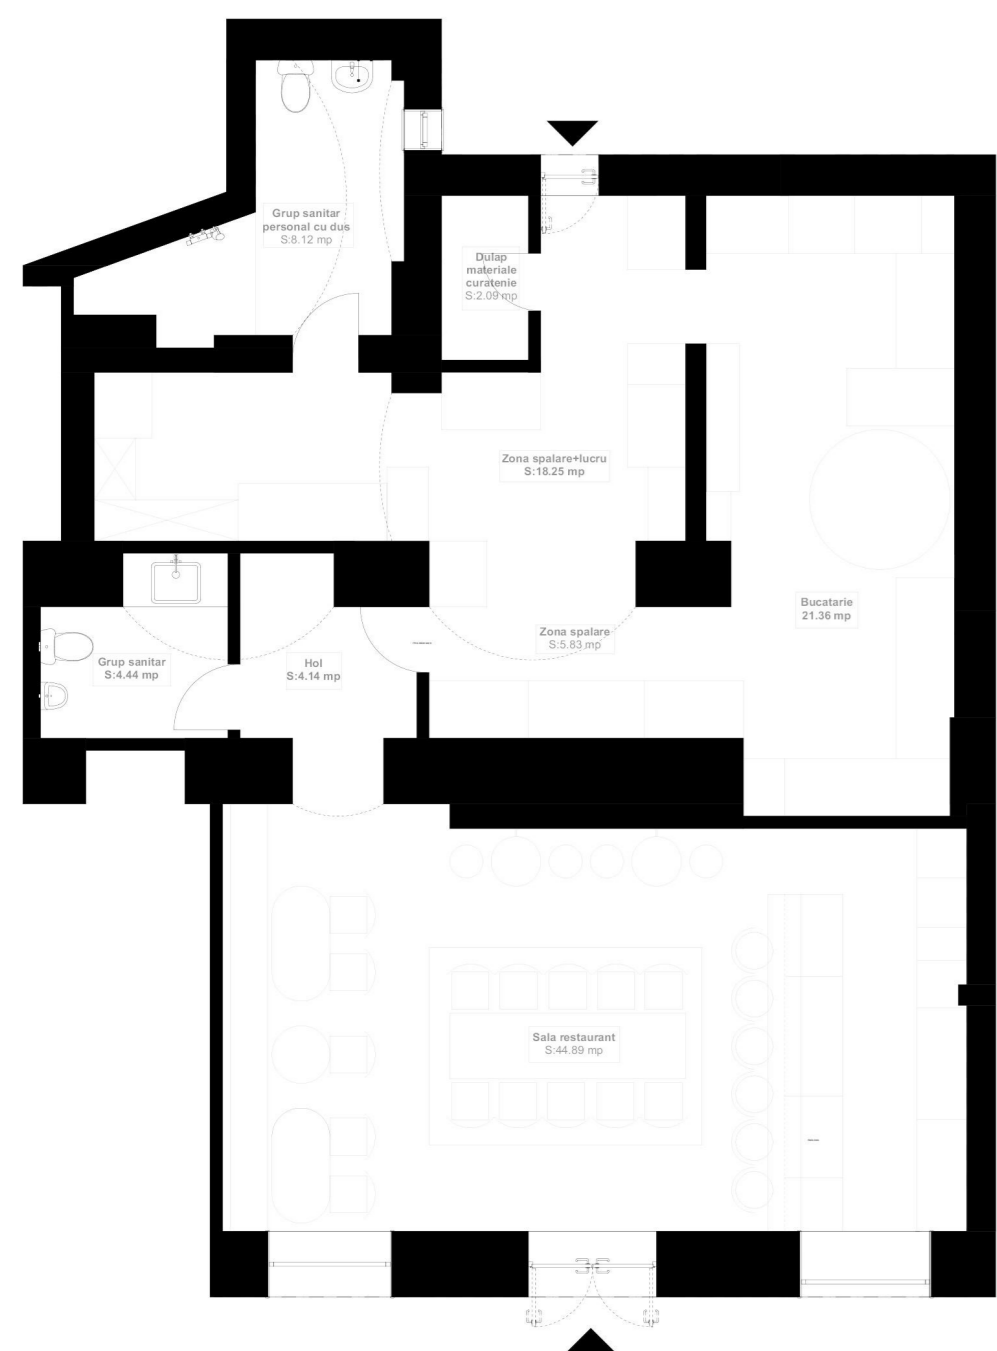 Grup sanitar
personal cu dus
S:8.12 mp
Dulap
materiale
curatenie
S:2.09 mp
Zona spalare+lucru
S:18.25 mp
Bucatarie
21.36 mp
Zona spalare
S:5.83 mp
Grup sanitar
S:4.44 mp
Hol
S:4.14 mp
Sala restaurant
S:44.89 mp